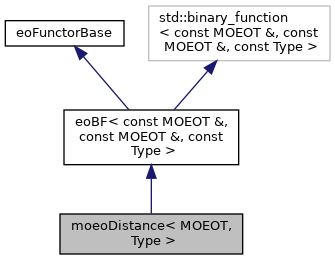 eoFunctorBase
std::binary_function
< const MOEOT &, const
MOEOT &, const Type >
eoBF< const MOEOT &,
const MOEOT &, const
Type >
moeoDistance< MOEOT,
Type >